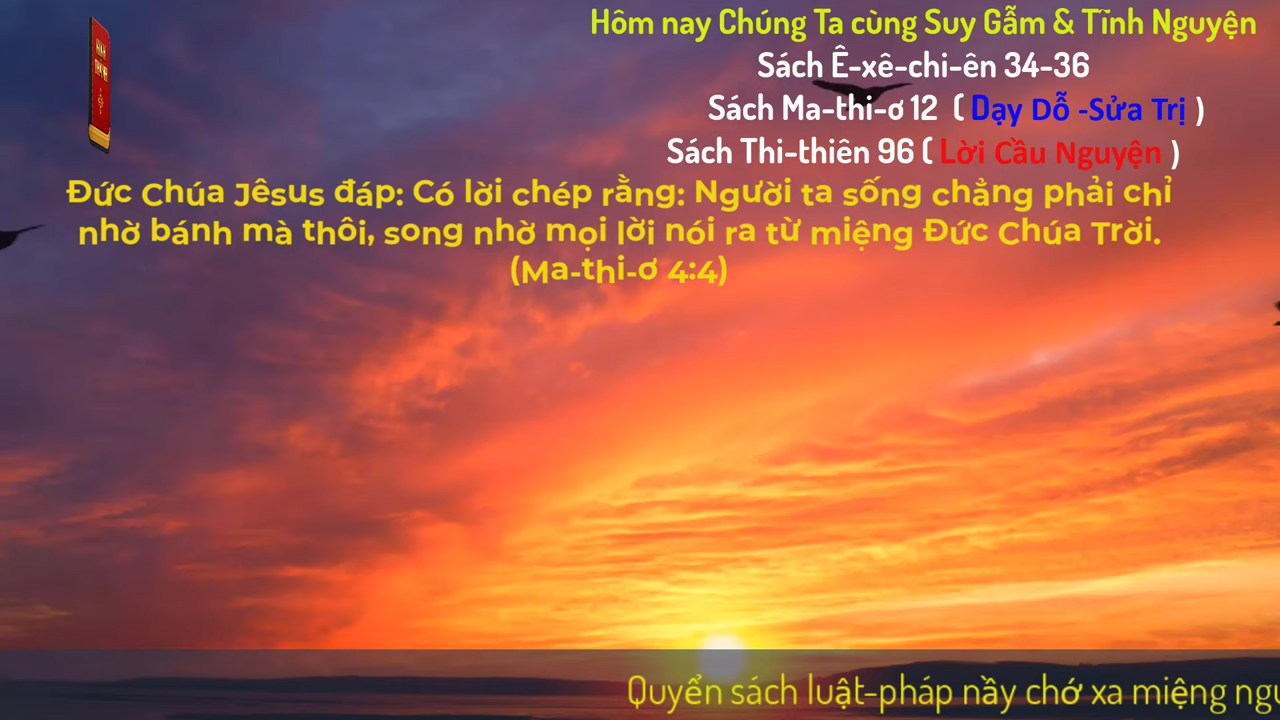 Hôm nay Chúng Ta cùng Suy Gẫm & Tĩnh Nguyện
Sách Ê-xê-chi-ên 34-36
Sách Ma-thi-ơ 12 ( Dạy Dỗ -Sửa Trị )
Sách Thi-thiên 96 ( Lời Cầu Nguyện )
Đức Chúa Jêsus đáp: Có lời chép rằng: Người ta sống chẳng phải chỉ
nhờ bánh mà thôi, song nhờ mọi lời nói ra từ miệng Đức Chúa Trời.
(Ma-thi-ơ 4:4)
Quyển sách luật-pháp nầy chớ xa miệng